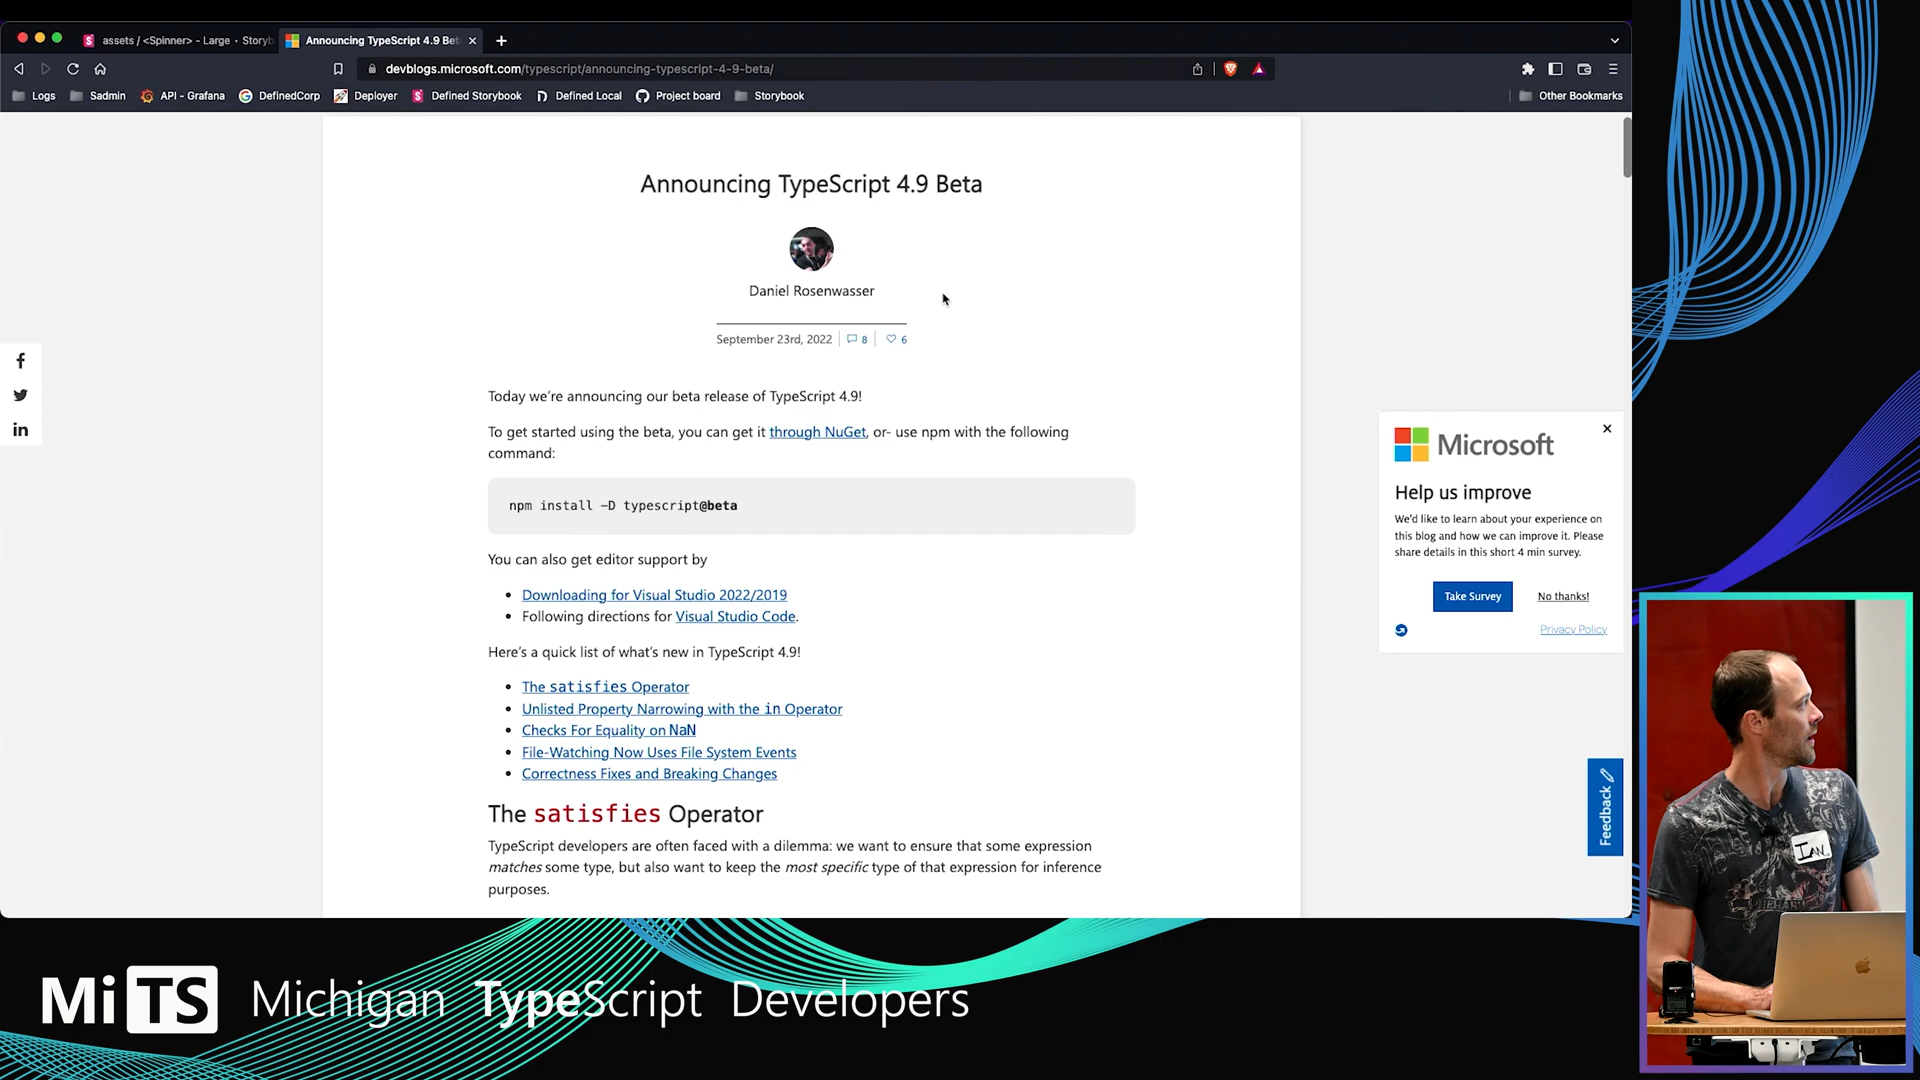 assets / <Spinner> - Large · Storyb
Announcing TypeScript 4.9 Bet
devblogs.microsoft.com/typescript/announcing-typescript-4-9-beta/
Logs
Sadmin
API - Grafana
DefinedCorp
Deployer
Defined Storybook
Defined Local
Project board
Storybook
Other Bookmarks
Announcing TypeScript 4.9 Beta
Daniel Rosenwasser
September 23rd, 2022
8
6
Today we're announcing our beta release of TypeScript 4.9!
To get started using the beta, you can get it through NuGet, or- use npm with the following
command:
npm install -D typescript@beta
You can also get editor support by
Downloading for Visual Studio 2022/2019
Following directions for Visual Studio Code.
Here's a quick list of what's new in TypeScript 4.9!
The satisfies Operator
Unlisted Property Narrowing with the in Operator
Checks For Equality on NaN
File-Watching Now Uses File System Events
Correctness Fixes and Breaking Changes
The satisfies Operator
TypeScript developers are often faced with a dilemma: we want to ensure that some expression
matches some type, but also want to keep the most specific type of that expression for inference
purposes.
Microsoft
Help us improve
We'd like to learn about your experience on
this blog and how we can improve it. Please
share details in this short 4 min survey.
Take Survey
No thanks!
Privacy Policy
Feedback
IAN
MiTS Michigan TypeScript Developers